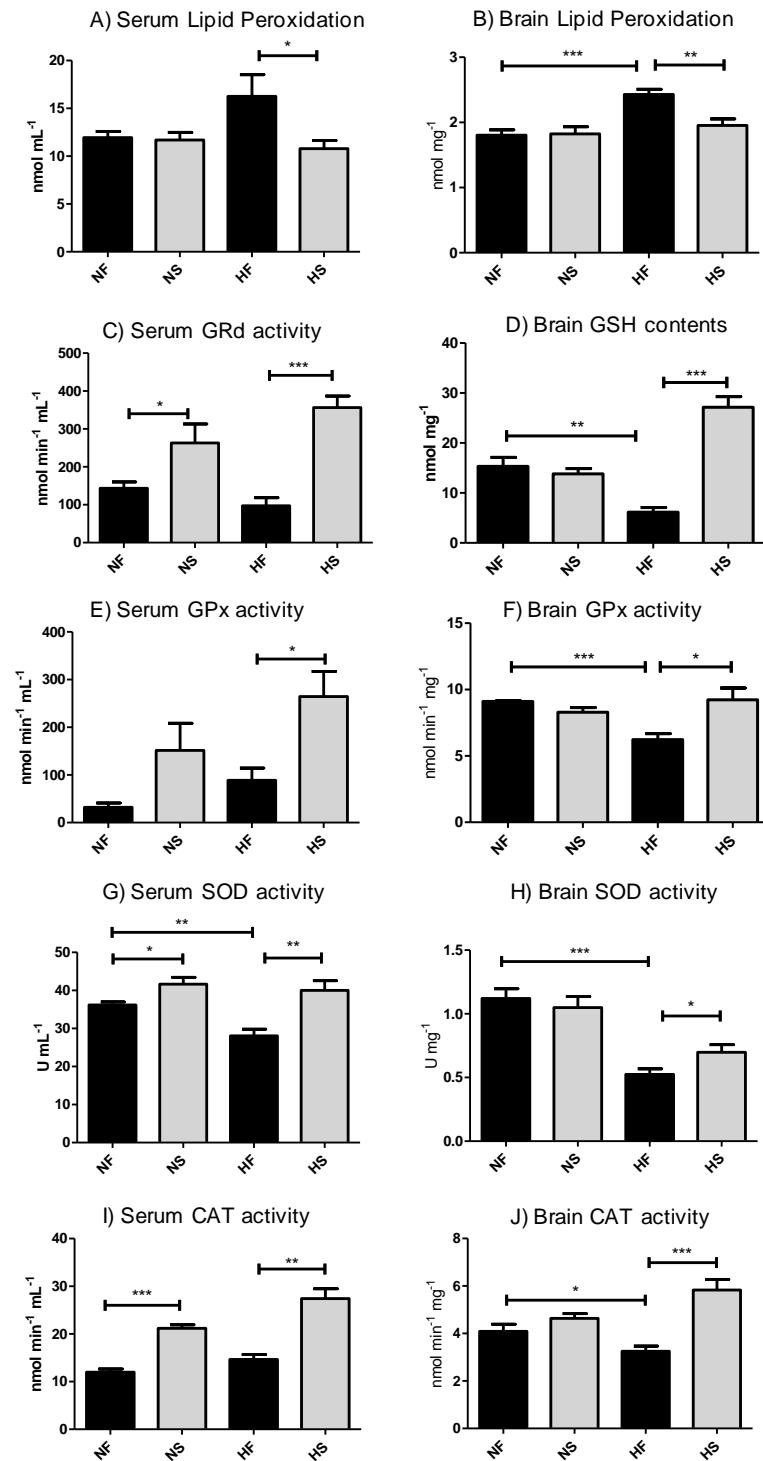 A) Serum Lipid Peroxidation
nmol mL⁻¹
20
15
10
5
0
*
NF NS HF HS
B) Brain Lipid Peroxidation
nmol mg⁻¹
3
2
1
0
*** **
NF NS HF HS
C) Serum GRd activity
nmol min⁻¹ mL⁻¹
500
400
300
200
100
0
* ***
NF NS HF HS
D) Brain GSH contents
nmol mg⁻¹
40
30
20
10
0
** ***
NF NS HF HS
E) Serum GPx activity
nmol min⁻¹ mL⁻¹
400
300
200
100
0
*
NF NS HF HS
F) Brain GPx activity
nmol min⁻¹ mg⁻¹
15
10
5
0
*** *
NF NS HF HS
G) Serum SOD activity
U mL⁻¹
50
40
30
20
10
0
**
* **
NF NS HF HS
H) Brain SOD activity
U mg⁻¹
1.5
1.0
0.5
0.0
***
*
NF NS HF HS
I) Serum CAT activity
nmol min⁻¹ mL⁻¹
40
30
20
10
0
*** **
NF NS HF HS
J) Brain CAT activity
nmol min⁻¹ mg⁻¹
8
6
4
2
0
* ***
NF NS HF HS